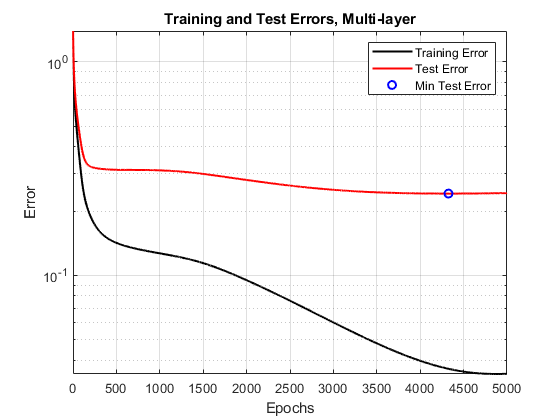 Training and Test Errors, Multi-layer
Training Error
Test Error
Min Test Error
Error
10^0
10^-1
0 500 1000 1500 2000 2500 3000 3500 4000 4500 5000
Epochs